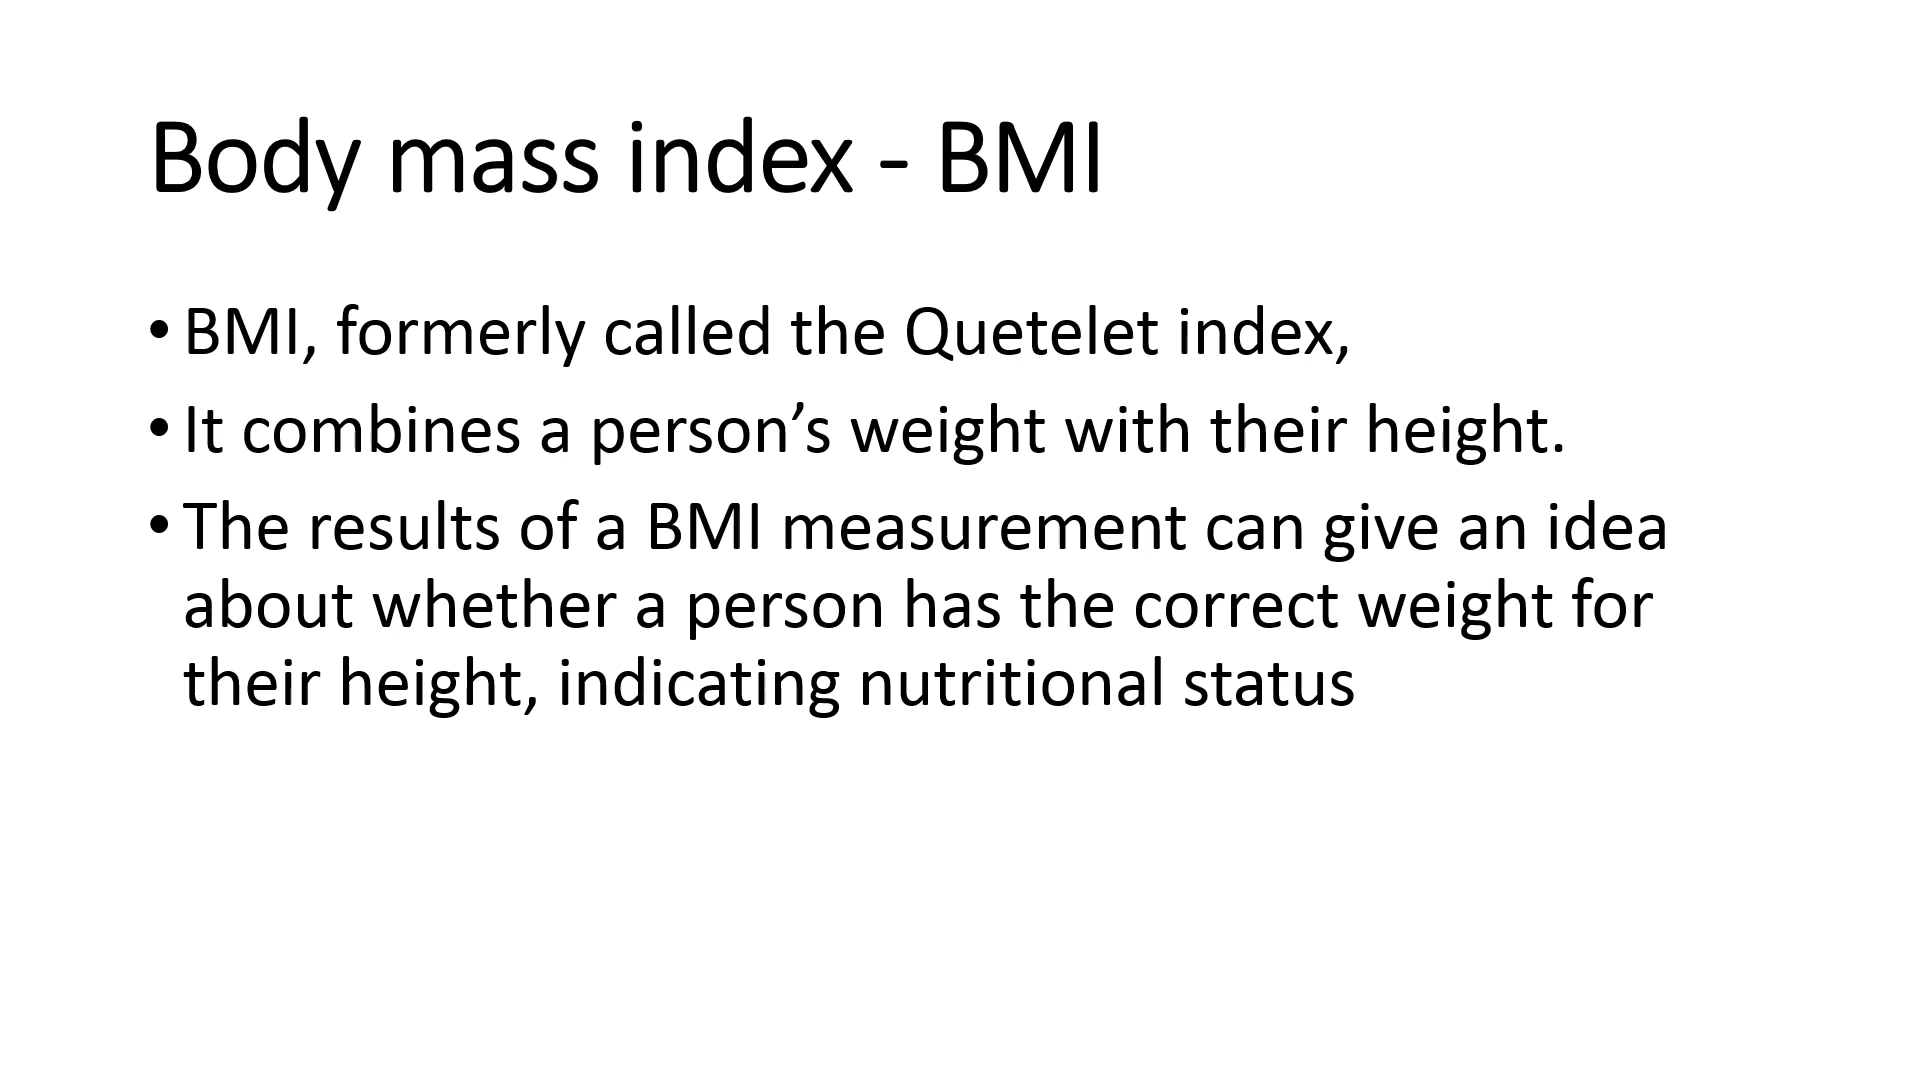 Body mass index - BMI
• BMI, formerly called the Quetelet index,
• It combines a person’s weight with their height.
• The results of a BMI measurement can give an idea
about whether a person has the correct weight for
their height, indicating nutritional status